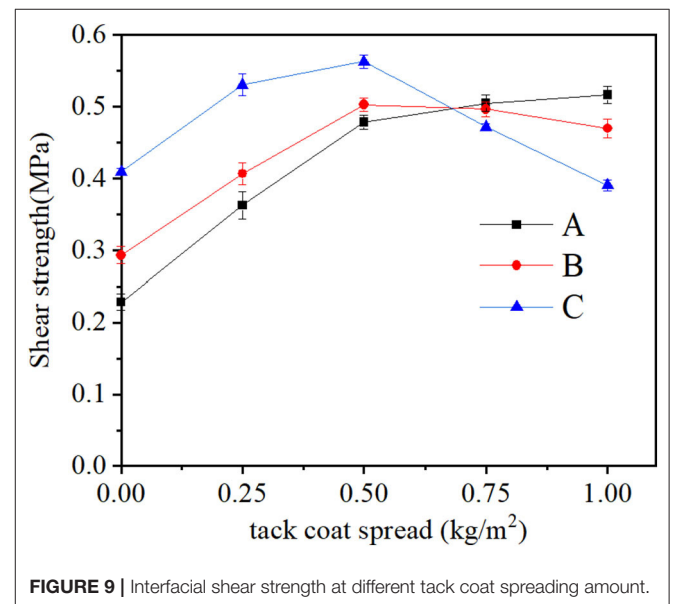 0.6
0.5
0.4
0.3
0.2
0.1
0.0
Shear strength(MPa)
A
B
C
0.00 0.25 0.50 0.75 1.00
tack coat spread (kg/m²)
FIGURE 9 | Interfacial shear strength at different tack coat spreading amount.